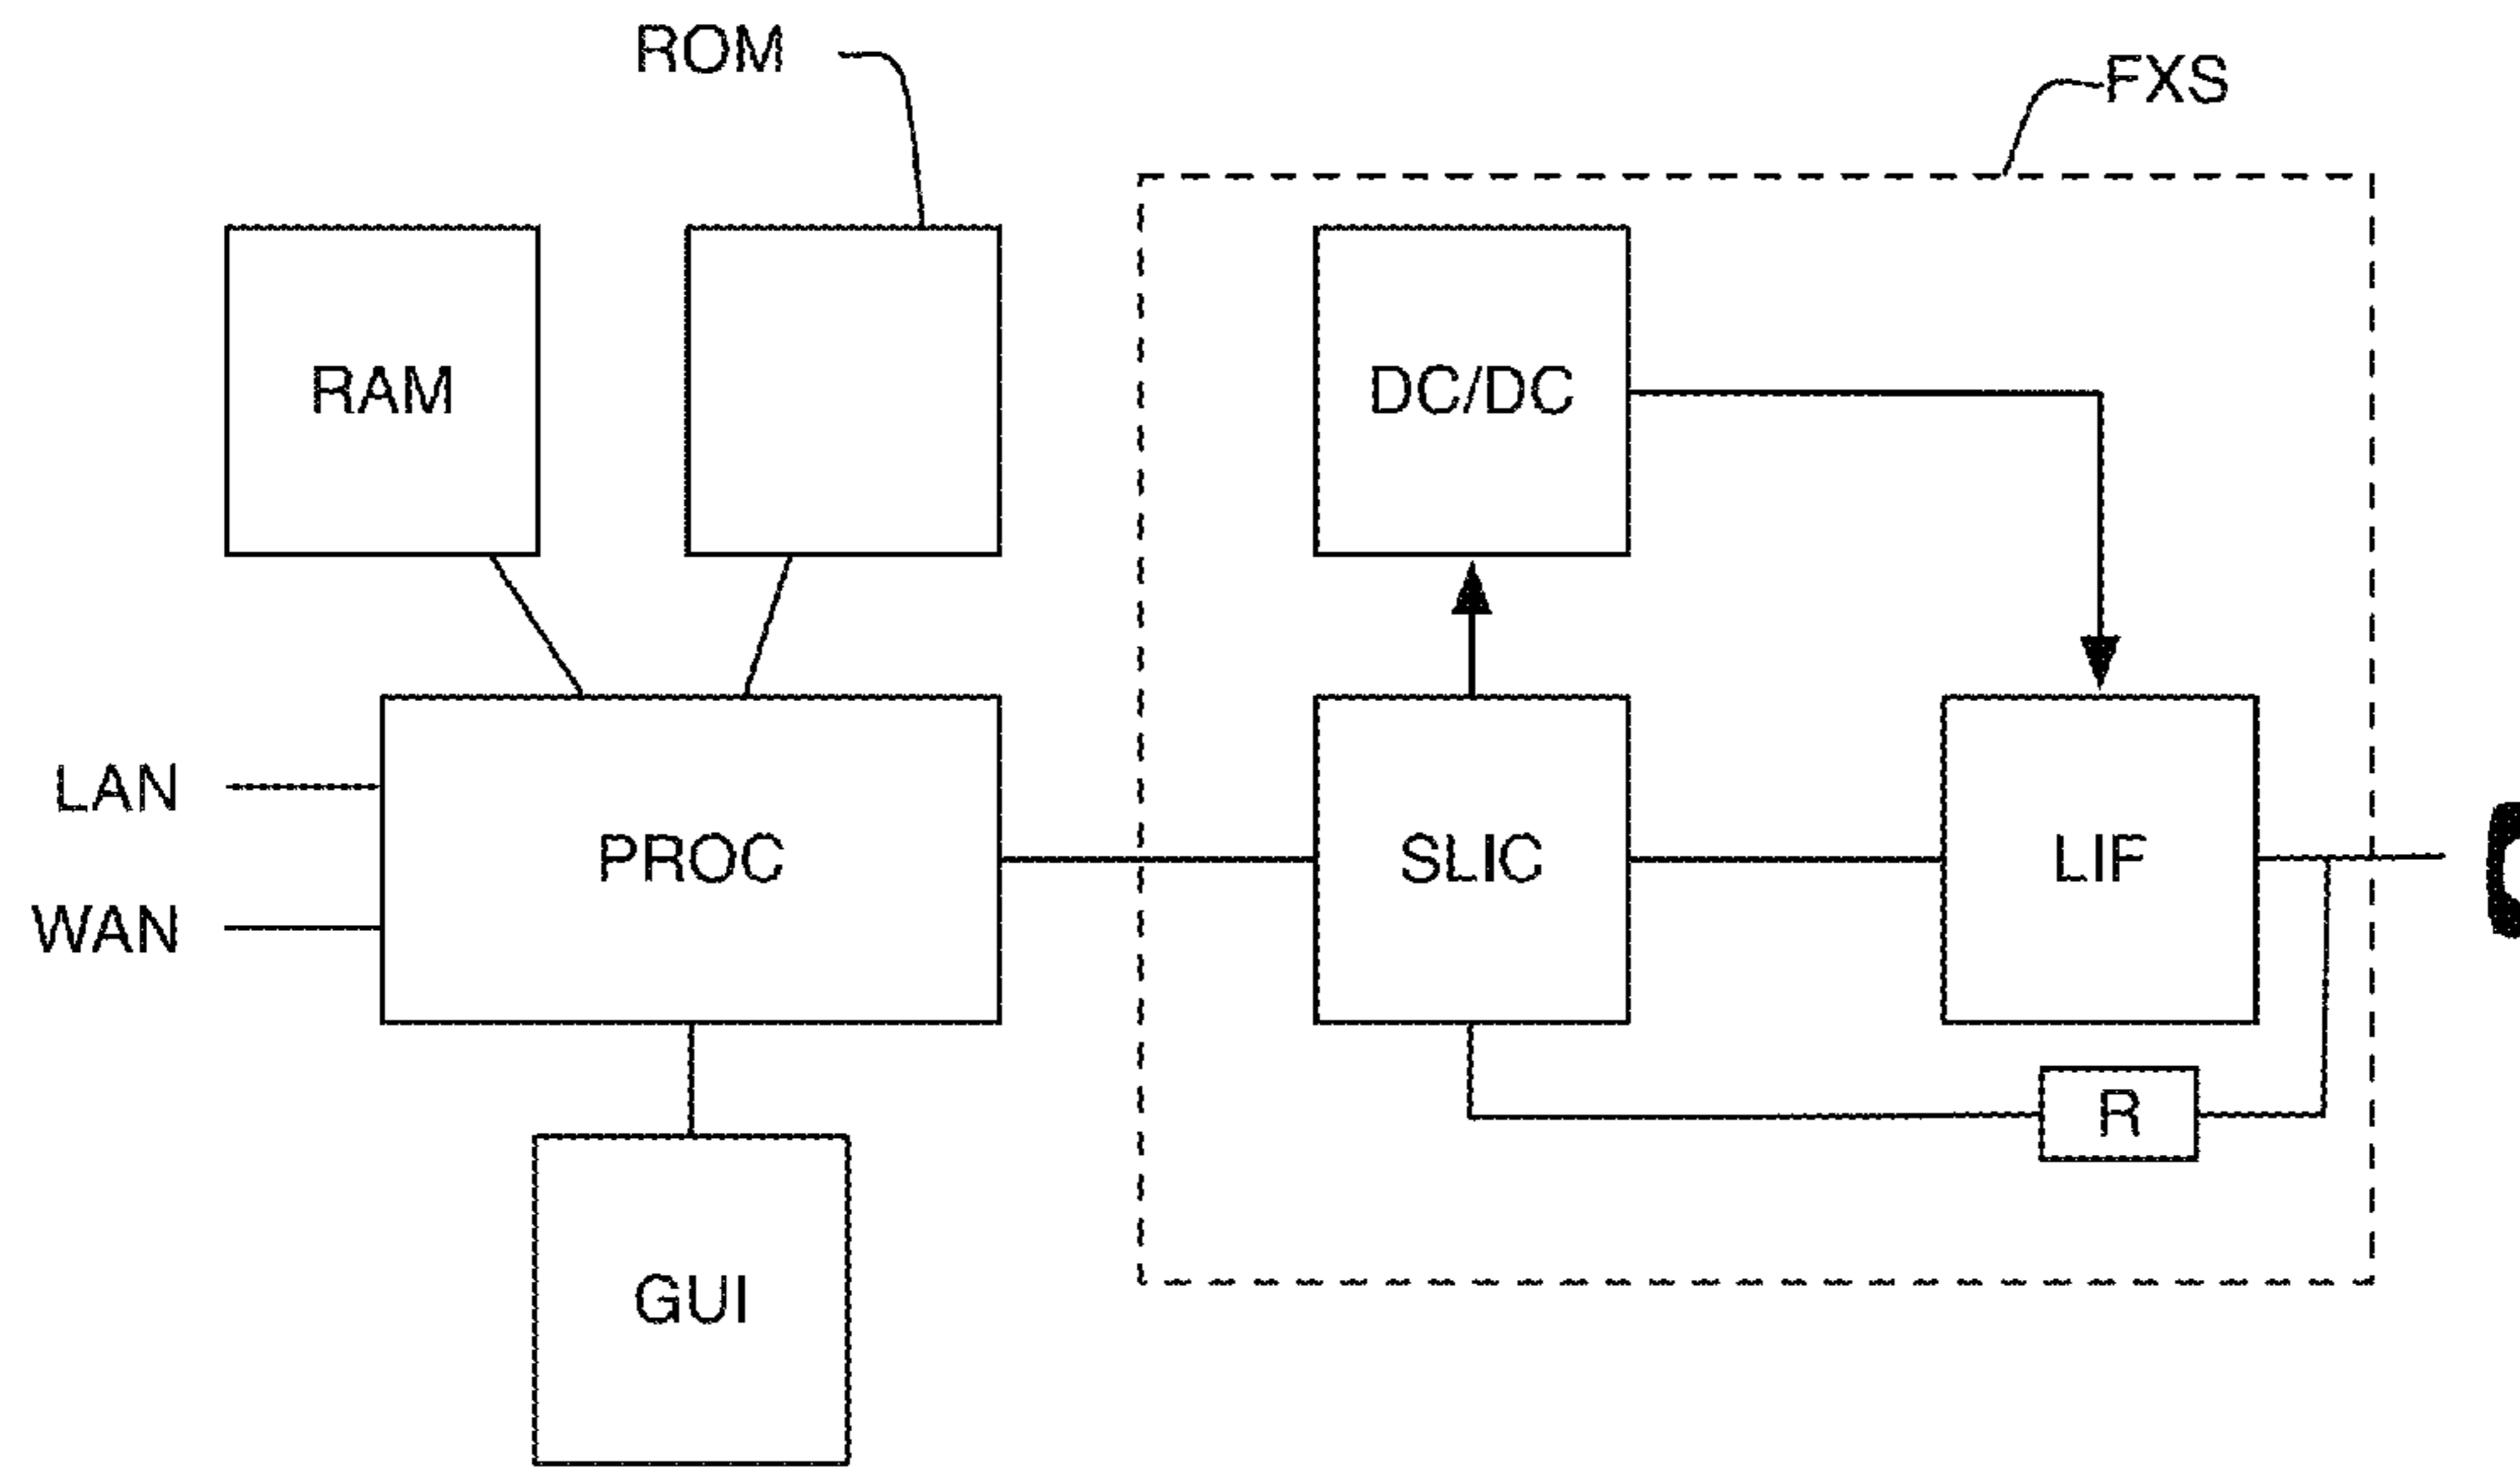 ROM
FXS
RAM
DC/DC
LAN
PROC
SLIC
LIF
WAN
R
GUI